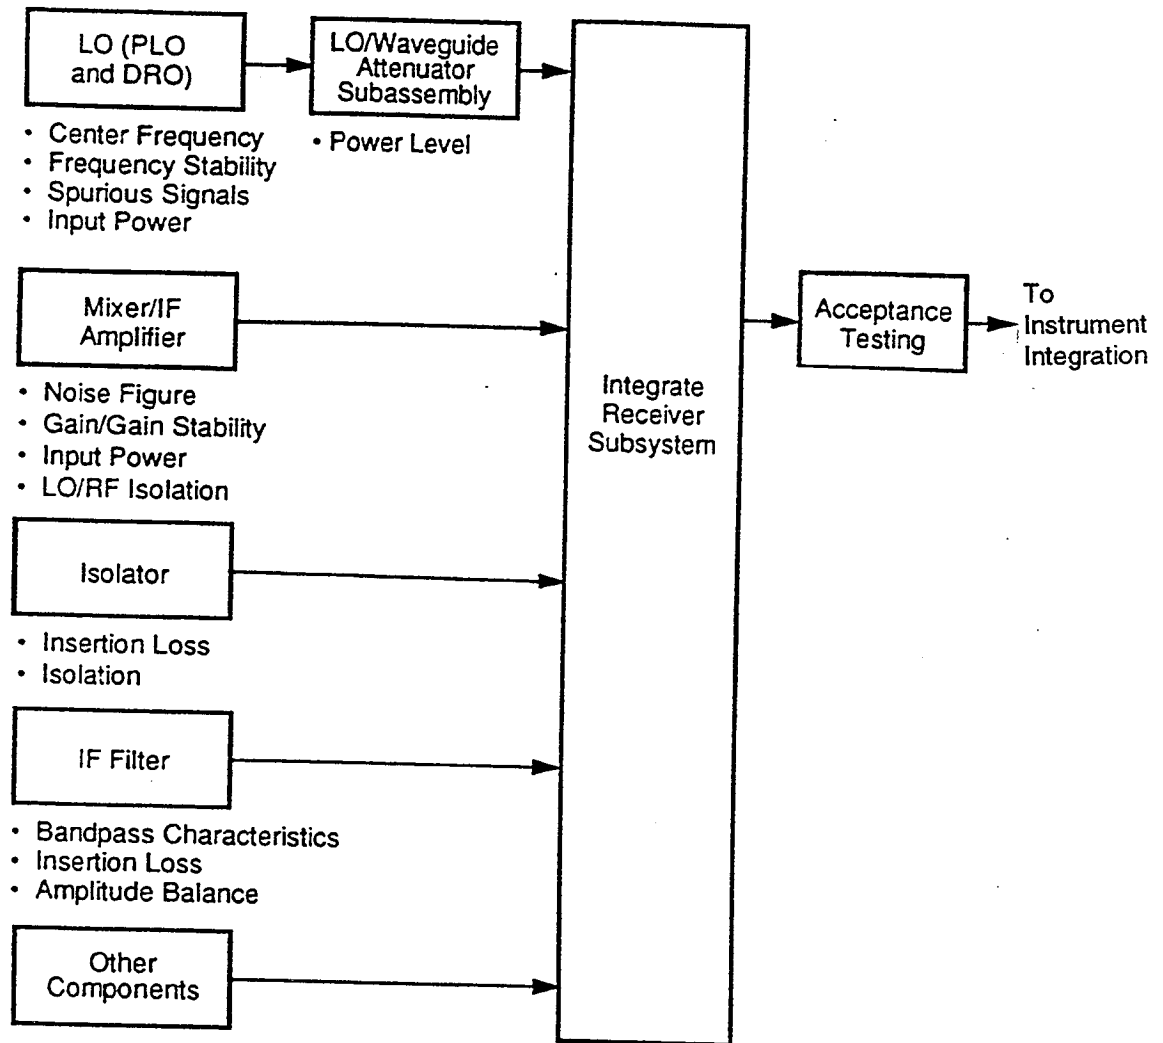 LO (PLO
and DRO)
LO/Waveguide
Attenuator
Subassembly
• Center Frequency
• Frequency Stability
• Spurious Signals
• Input Power
• Power Level
Mixer/IF
Amplifier
• Noise Figure
• Gain/Gain Stability
• Input Power
• LO/RF Isolation
Isolator
• Insertion Loss
• Isolation
IF Filter
• Bandpass Characteristics
• Insertion Loss
• Amplitude Balance
Other
Components
Integrate
Receiver
Subsystem
Acceptance
Testing
To
Instrument
Integration